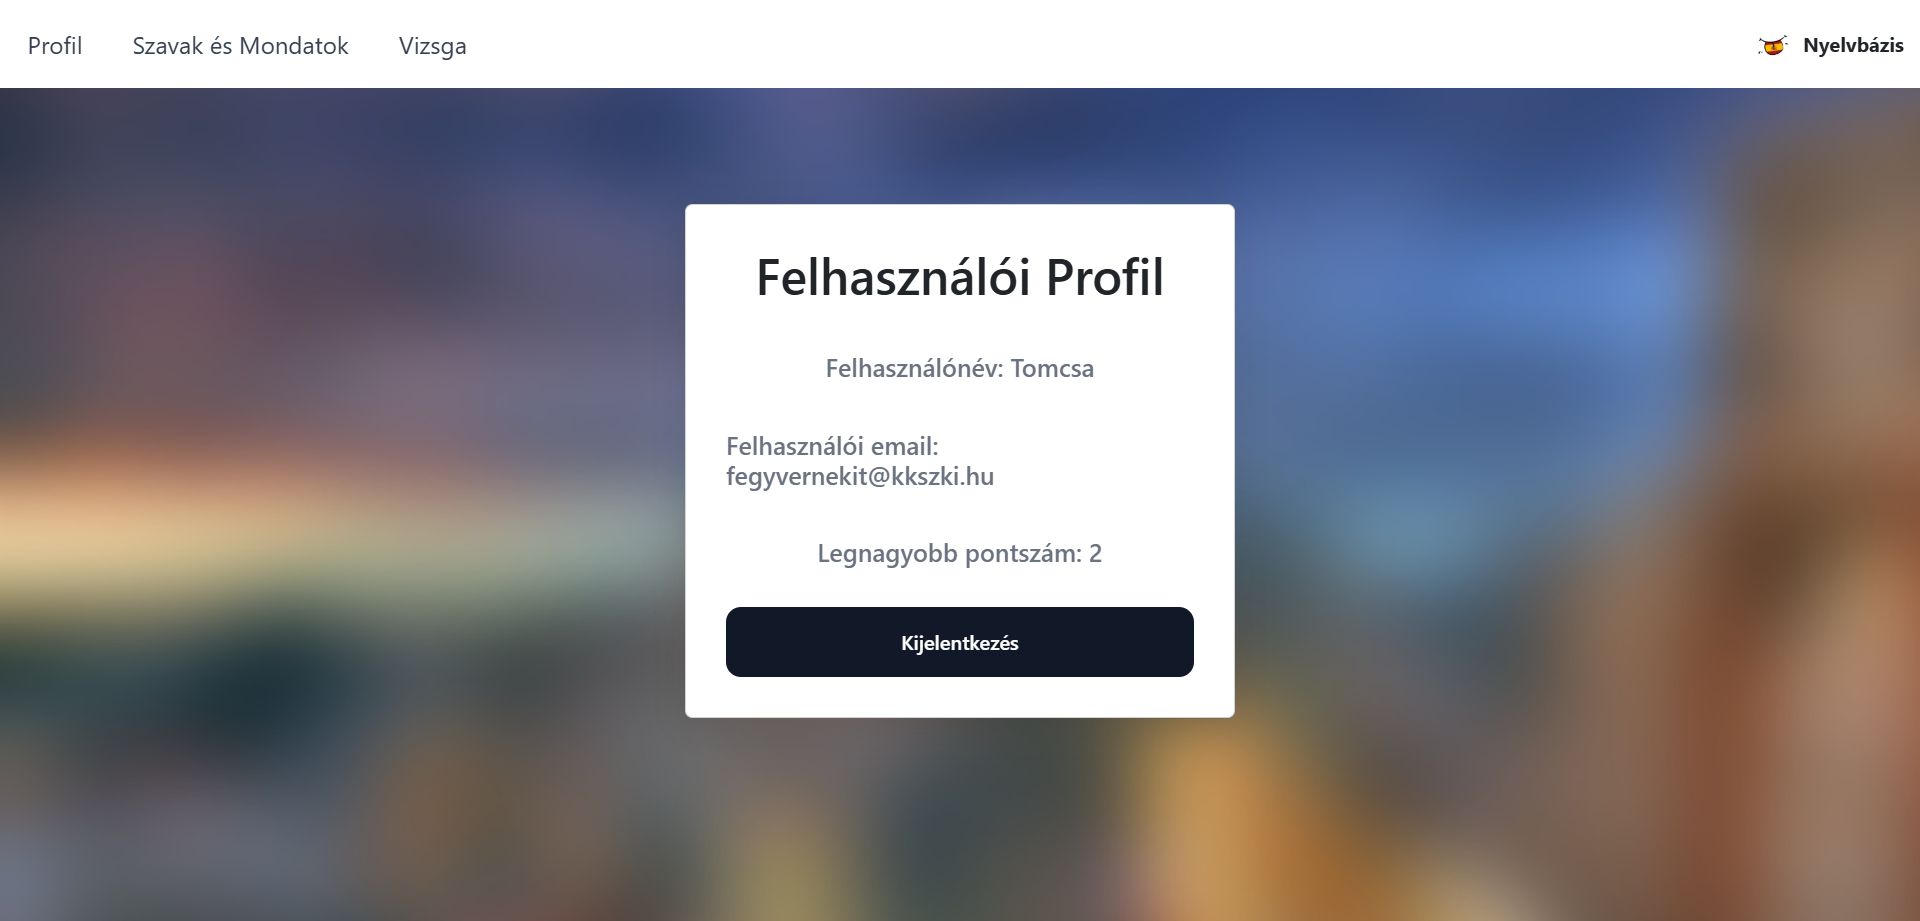 Profil
Szavak és Mondatok
Vizsga
Nyelvbázis
Felhasználói Profil
Felhasználónév: Tomcsa
Felhasználói email:
fegyvernekit@kkszki.hu
Legnagyobb pontszám: 2
Kijelentkezés